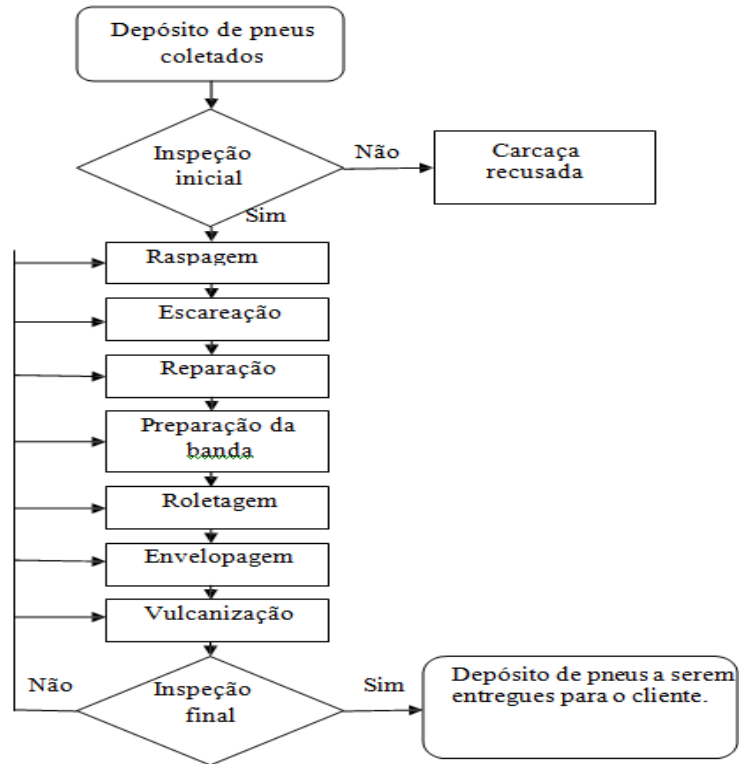 Depósito de pneus
coletados
Inspeção
inicial
Não
Carcaça
recusada
Sim
Raspagem
Escareação
Reparação
Preparação da
banda
Roletagem
Envelopagem
Vulcanização
Não
Inspeção
final
Sim
Depósito de pneus a serem
entregues para o cliente.